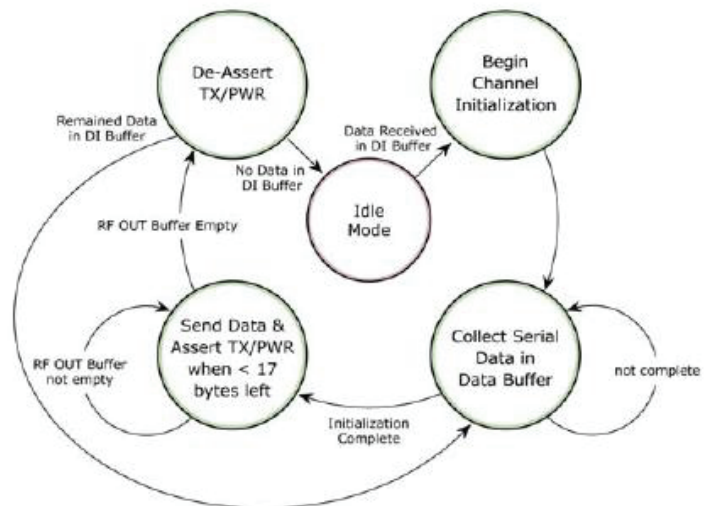 De-Assert
TX/PWR
Begin
Channel
Initialization
Remained Data
in DI Buffer
Data Received
in DI Buffer
No Data in
DI Buffer
Idle
Mode
RF OUT Buffer Empty
Send Data &
Assert TX/PWR
when < 17
bytes left
RF OUT Buffer
not empty
Collect Serial
Data in
Data Buffer
not complete
Initialization
Complete